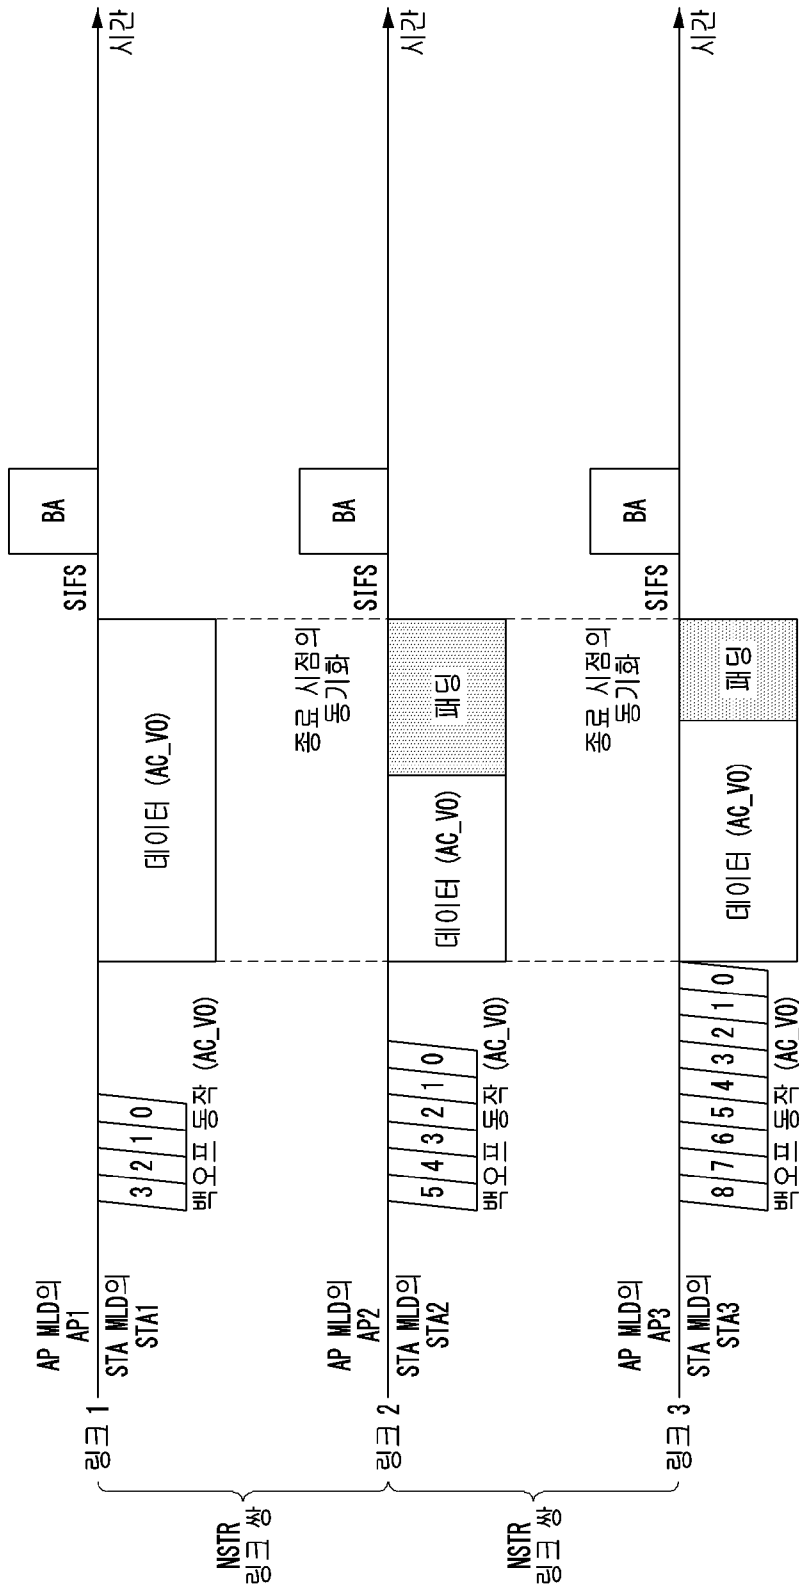 NSTR
링크 쌍
링크 1
AP MLD의
AP1
STA MLD의
STA1
3 2 1 0
백오프 동작 (AC_VO)
데이터 (AC_VO)
SIFS
BA
시간
링크 2
AP MLD의
AP2
STA MLD의
STA2
5 4 3 2 1 0
백오프 동작 (AC_VO)
종료 시점의
동기화
데이터 (AC_VO)
패딩
SIFS
BA
시간
NSTR
링크 쌍
링크 3
AP MLD의
AP3
STA MLD의
STA3
8 7 6 5 4 3 2 1 0
백오프 동작 (AC_VO)
종료 시점의
동기화
데이터 (AC_VO)
패딩
SIFS
BA
시간